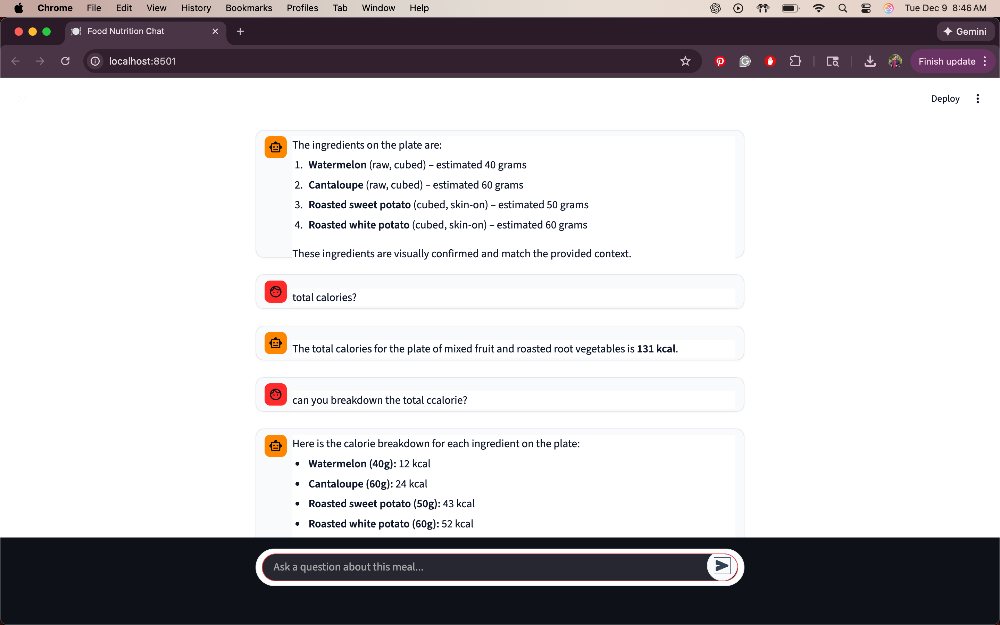 Chrome File Edit View History Bookmarks Profiles Tab Window Help Tue Dec 9 8:46 AM
Food Nutrition Chat Gemini
localhost:8501 Finish update
Deploy
The ingredients on the plate are:
1. Watermelon (raw, cubed) – estimated 40 grams
2. Cantaloupe (raw, cubed) – estimated 60 grams
3. Roasted sweet potato (cubed, skin-on) – estimated 50 grams
4. Roasted white potato (cubed, skin-on) – estimated 60 grams
These ingredients are visually confirmed and match the provided context.
total calories?
The total calories for the plate of mixed fruit and roasted root vegetables is 131 kcal.
can you breakdown the total ccalorie?
Here is the calorie breakdown for each ingredient on the plate:
• Watermelon (40g): 12 kcal
• Cantaloupe (60g): 24 kcal
• Roasted sweet potato (50g): 43 kcal
• Roasted white potato (60g): 52 kcal
Ask a question about this meal...